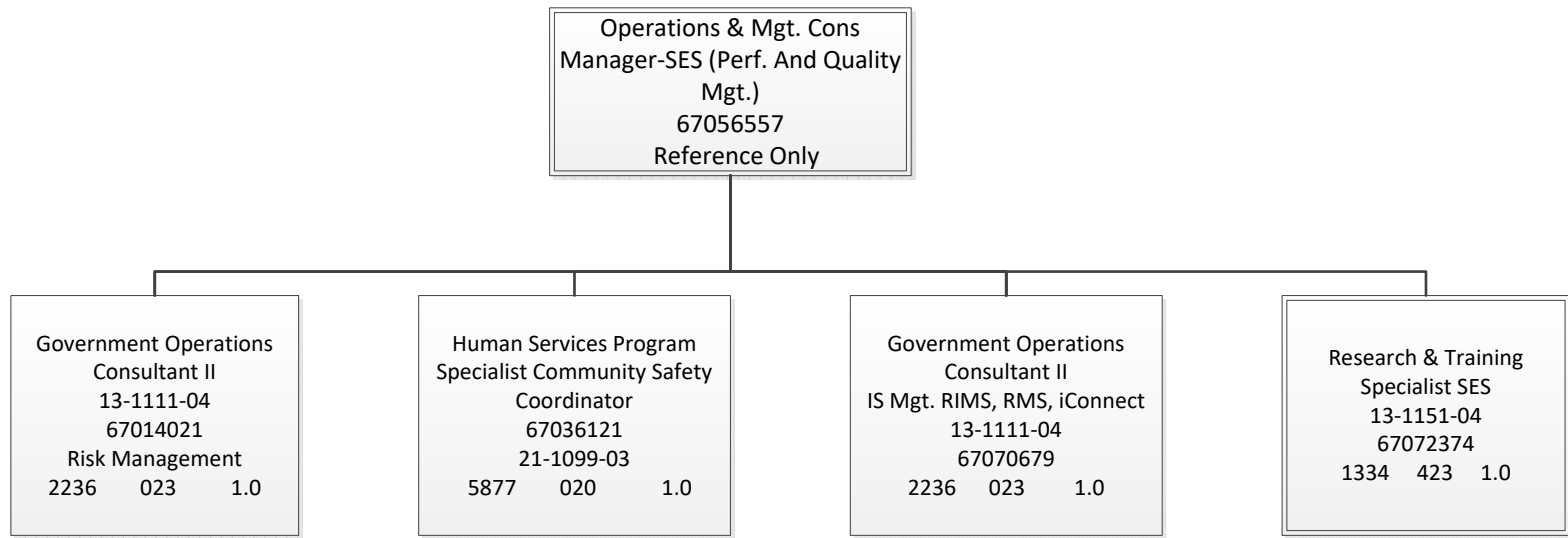 Operations & Mgt. Cons
Manager-SES (Perf. And Quality
Mgt.)
67056557
Reference Only
Government Operations
Consultant II
13-1111-04
67014021
Risk Management
2236 023 1.0
Human Services Program
Specialist Community Safety
Coordinator
67036121
21-1099-03
5877 020 1.0
Government Operations
Consultant II
IS Mgt. RIMS, RMS, iConnect
13-1111-04
67070679
2236 023 1.0
Research & Training
Specialist SES
13-1151-04
67072374
1334 423 1.0